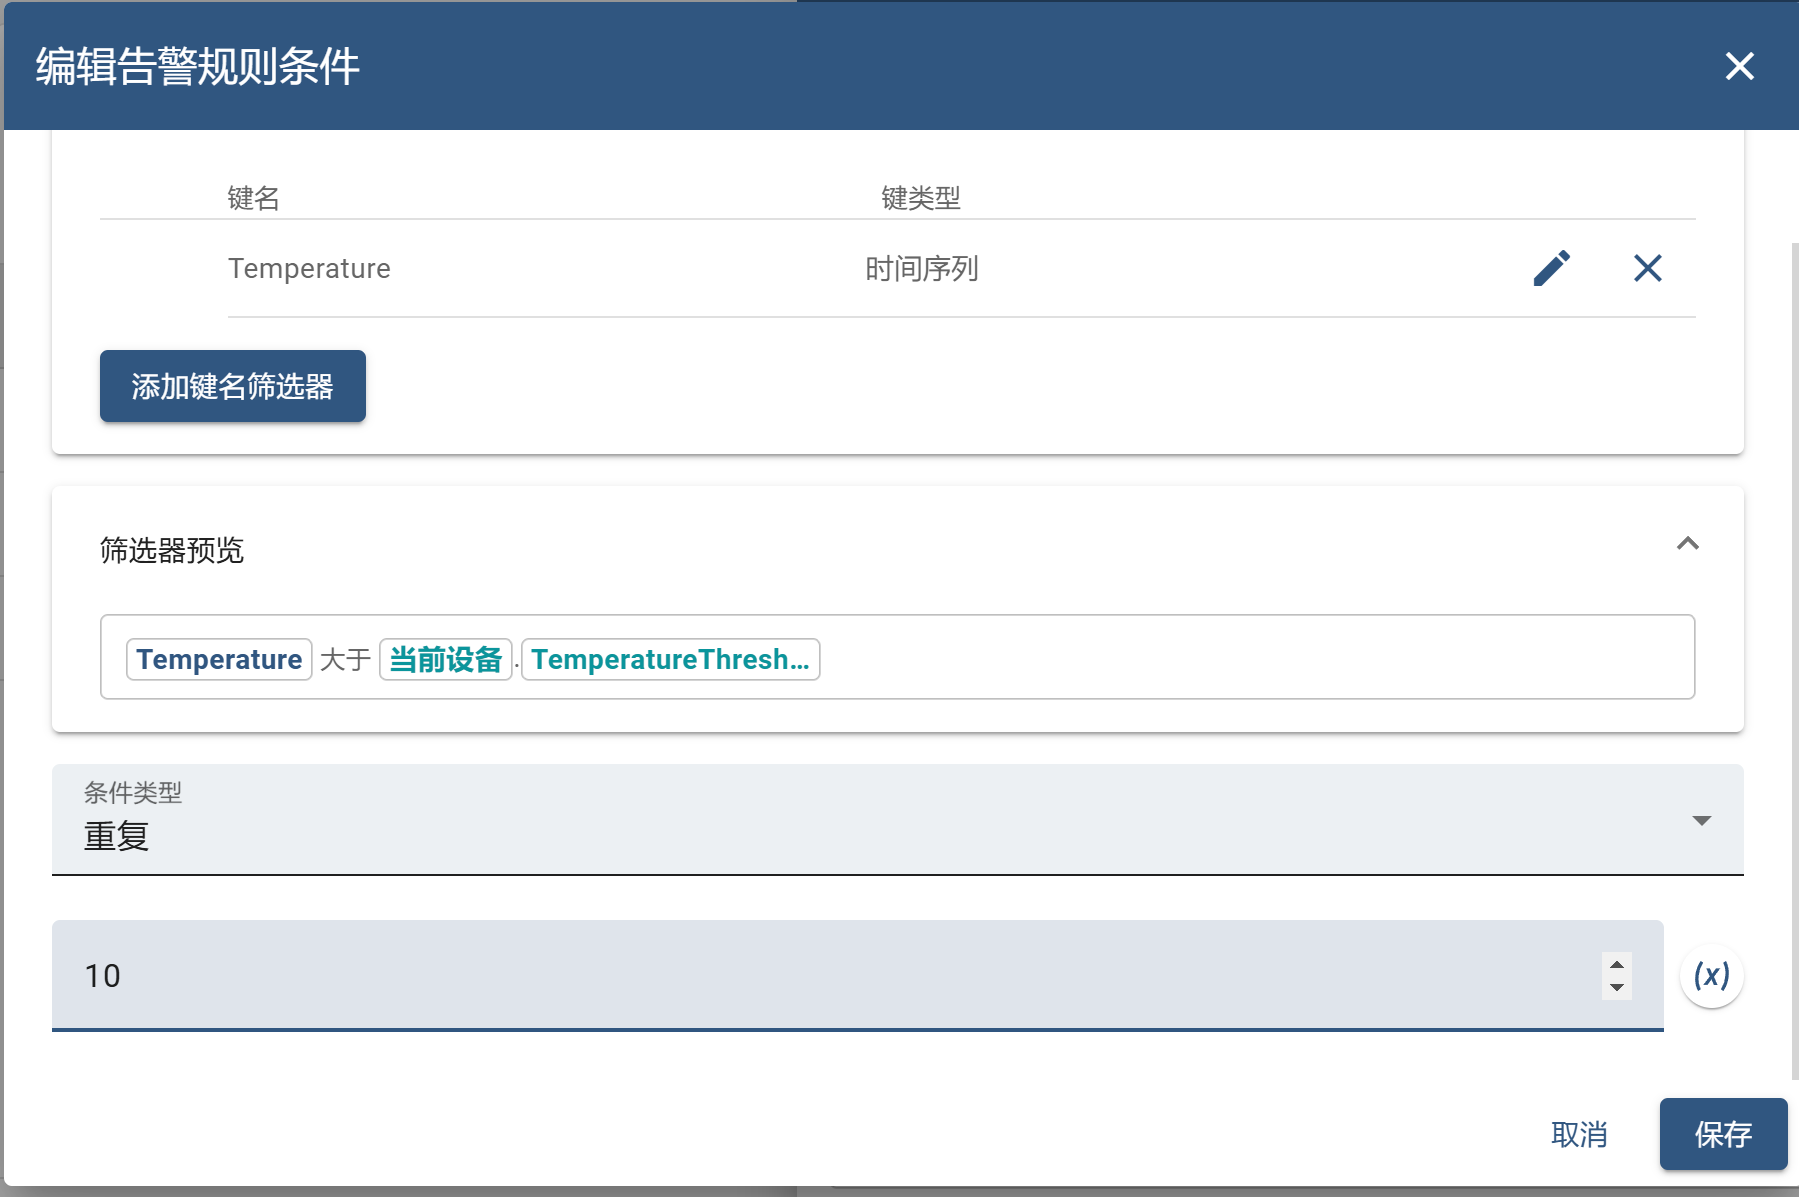 编辑告警规则条件
键名 键类型
Temperature 时间序列
添加键名筛选器
筛选器预览
Temperature 大于 当前设备.TemperatureThresh...
条件类型
重复
10
(x)
取消 保存